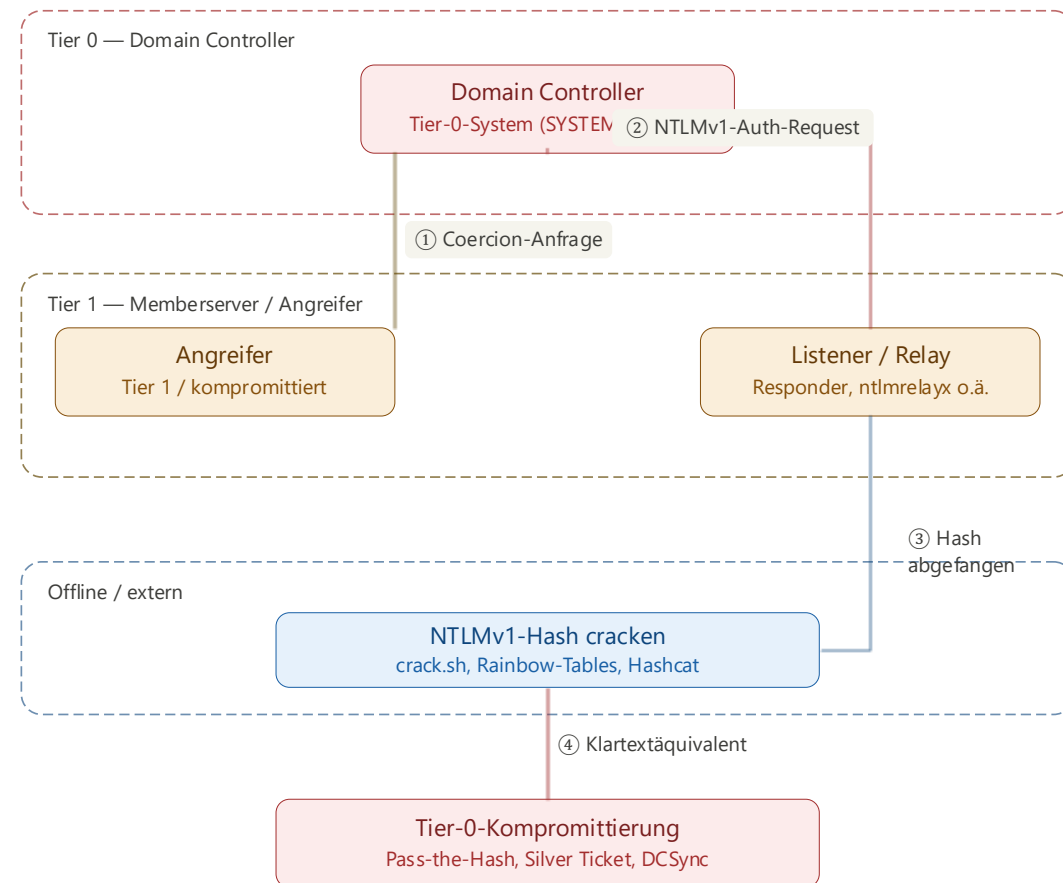 Tier 0 — Domain Controller
Domain Controller
Tier-0-System (SYSTEM
② NTLMv1-Auth-Request
① Coercion-Anfrage
Tier 1 — Memberserver / Angreifer
Angreifer
Tier 1 / kompromittiert
Listener / Relay
Responder, ntlmrelayx o.ä.
③ Hash
abgefangen
Offline / extern
NTLMv1-Hash cracken
crack.sh, Rainbow-Tables, Hashcat
④ Klartextäquivalent
Tier-0-Kompromittierung
Pass-the-Hash, Silver Ticket, DCSync